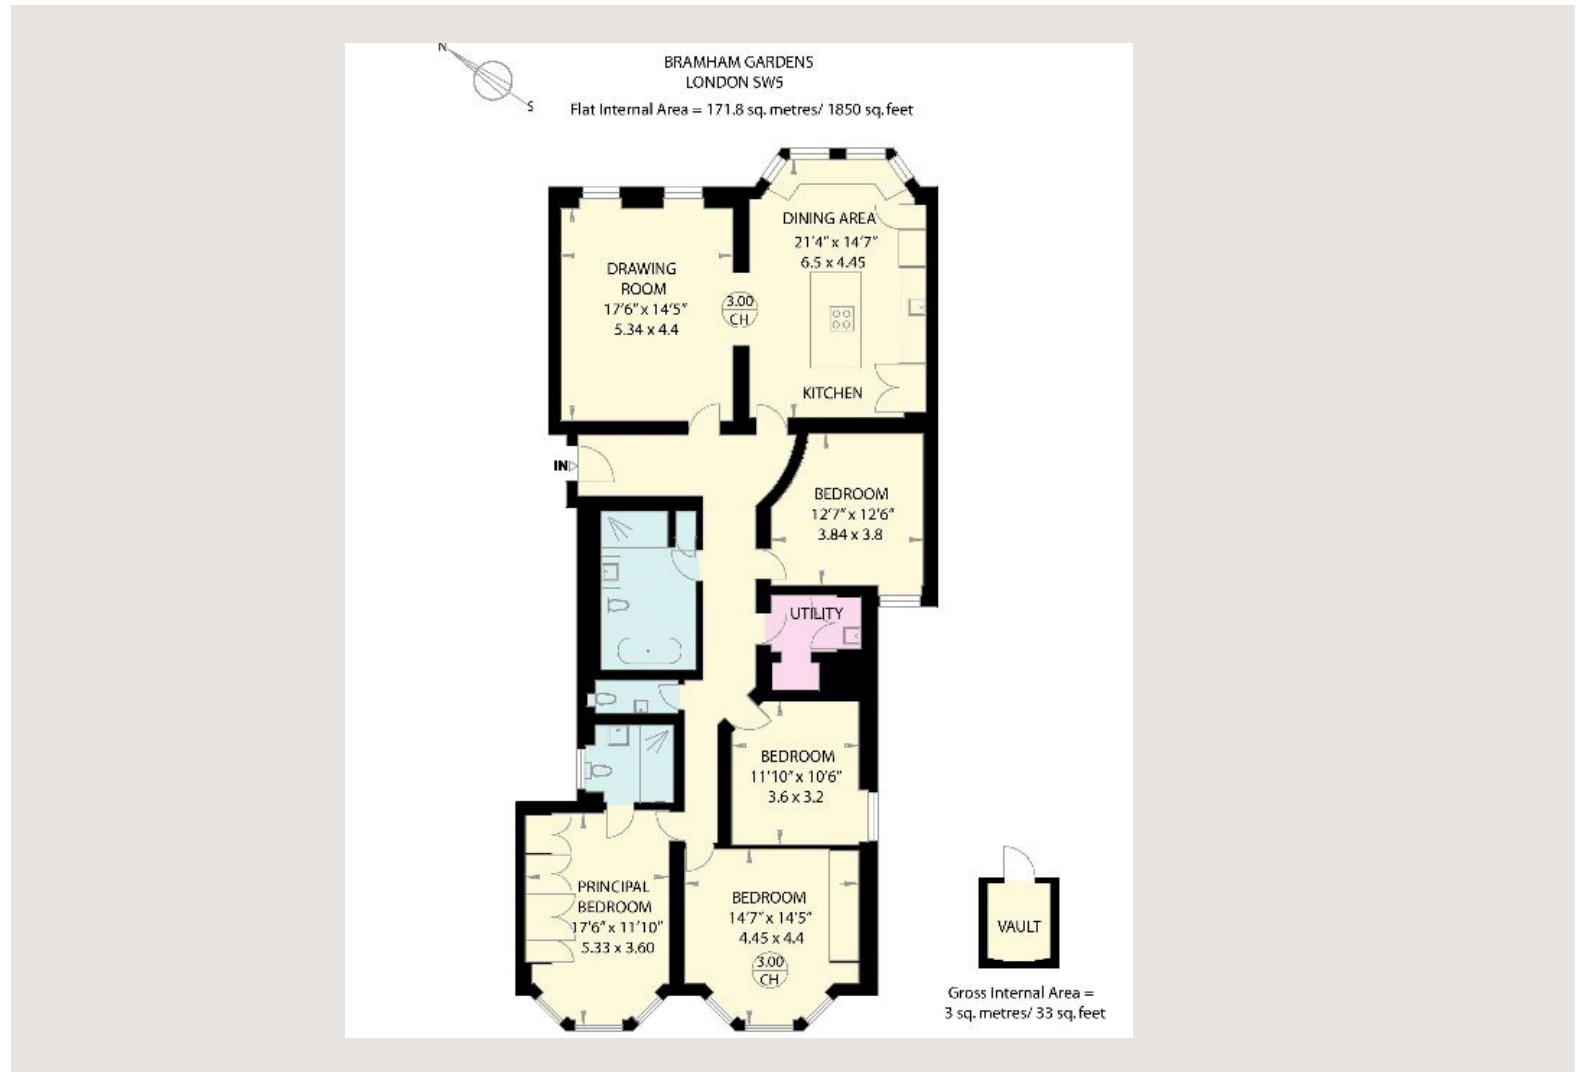 N
S
BRAMHAM GARDENS
LONDON SW5
Flat Internal Area = 171.8 sq. metres/ 1850 sq. feet
DINING AREA
21'4" x 14'7"
6.5 x 4.45
DRAWING
ROOM
17'6" x 14'5"
5.34 x 4.4
3.00
CH
KITCHEN
IN
BEDROOM
12'7" x 12'6"
3.84 x 3.8
UTILITY
BEDROOM
11'10" x 10'6"
3.6 x 3.2
PRINCIPAL
BEDROOM
17'6" x 11'10"
5.33 x 3.60
BEDROOM
14'7" x 14'5"
4.45 x 4.4
3.00
CH
VAULT
Gross Internal Area =
3 sq. metres/ 33 sq. feet